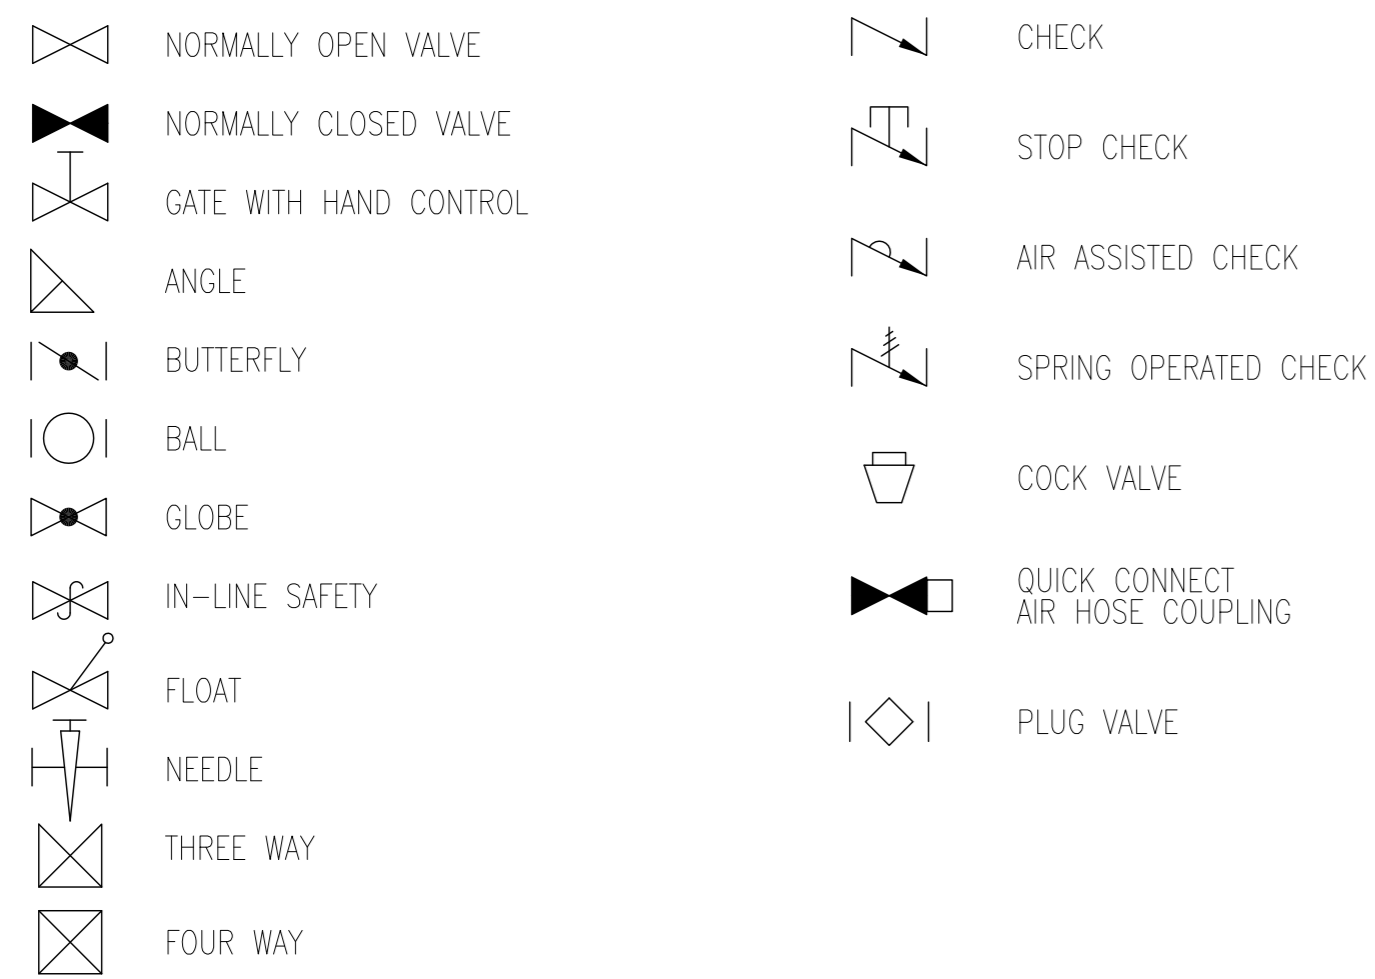 NORMALLY OPEN VALVE
NORMALLY CLOSED VALVE
GATE WITH HAND CONTROL
ANGLE
BUTTERFLY
BALL
GLOBE
IN-LINE SAFETY
FLOAT
NEEDLE
THREE WAY
FOUR WAY
CHECK
STOP CHECK
AIR ASSISTED CHECK
SPRING OPERATED CHECK
COCK VALVE
QUICK CONNECT
AIR HOSE COUPLING
PLUG VALVE